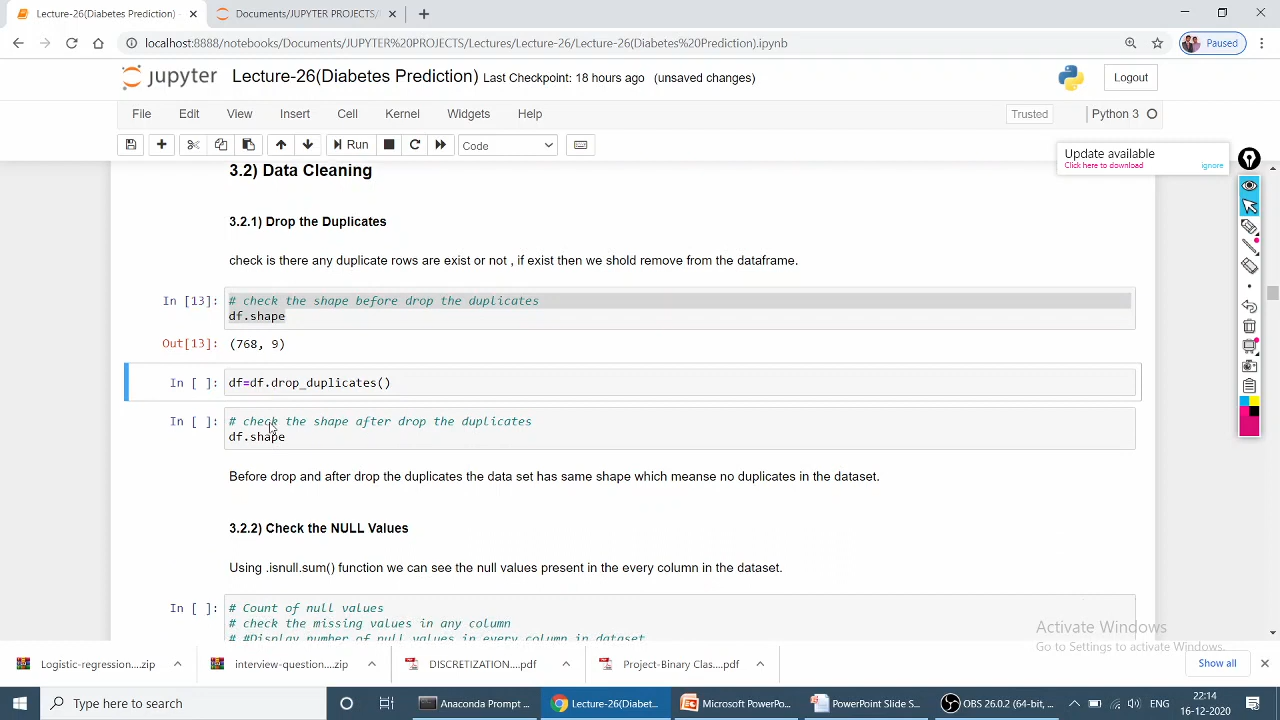 Lecture-26(Diabetes Prediction)
Documents/JUPYTER PROJECTS/
localhost:8888/notebooks/Documents/JUPYTER%20PROJECTS/Lectures/Lecture-26/Lecture-26(Diabetes%20Prediction).ipynb
Paused
jupyter Lecture-26(Diabetes Prediction) Last Checkpoint: 18 hours ago (unsaved changes)
Logout
File Edit View Insert Cell Kernel Widgets Help
Trusted Python 3
Run Code
Update available
Click here to download ignore
3.2) Data Cleaning
3.2.1) Drop the Duplicates
check is there any duplicate rows are exist or not , if exist then we shold remove from the dataframe.
In [13]: # check the shape before drop the duplicates
df.shape
Out[13]: (768, 9)
In [ ]: df=df.drop_duplicates()
In [ ]: # check the shape after drop the duplicates
df.shape
Before drop and after drop the duplicates the data set has same shape which meanse no duplicates in the dataset.
3.2.2) Check the NULL Values
Using .isnull.sum() function we can see the null values present in the every column in the dataset.
In [ ]: # Count of null values
# check the missing values in any column
# #Display number of null values in every column in dataset
Activate Windows
Go to Settings to activate Windows.
Logistic-regression....zip
interview-question....zip
DISCRETIZATION....pdf
Project-Binary Clas....pdf
Show all
Type here to search
Anaconda Prompt ...
Lecture-26(Diabet...
Microsoft PowerPo...
PowerPoint Slide S...
OBS 26.0.2 (64-bit, ...
ENG
22:14
16-12-2020